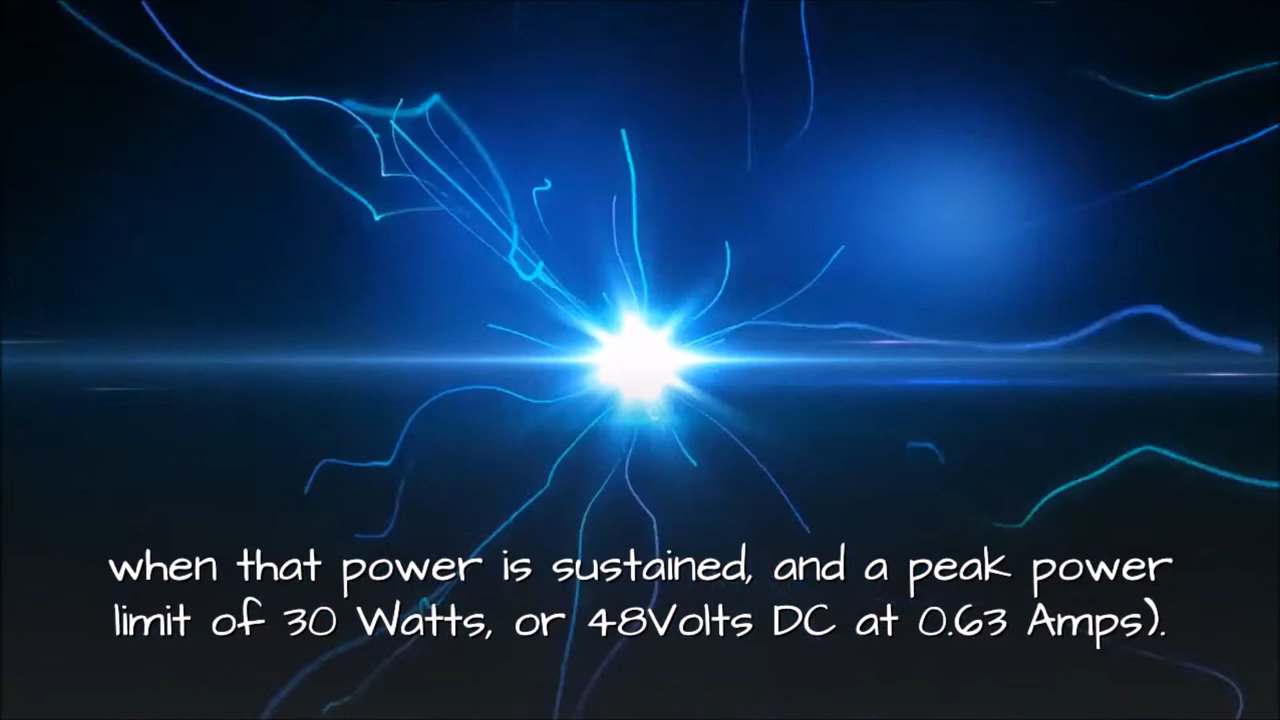 when that power is sustained, and a peak power
limit of 30 Watts, or 48Volts DC at 0.63 Amps).